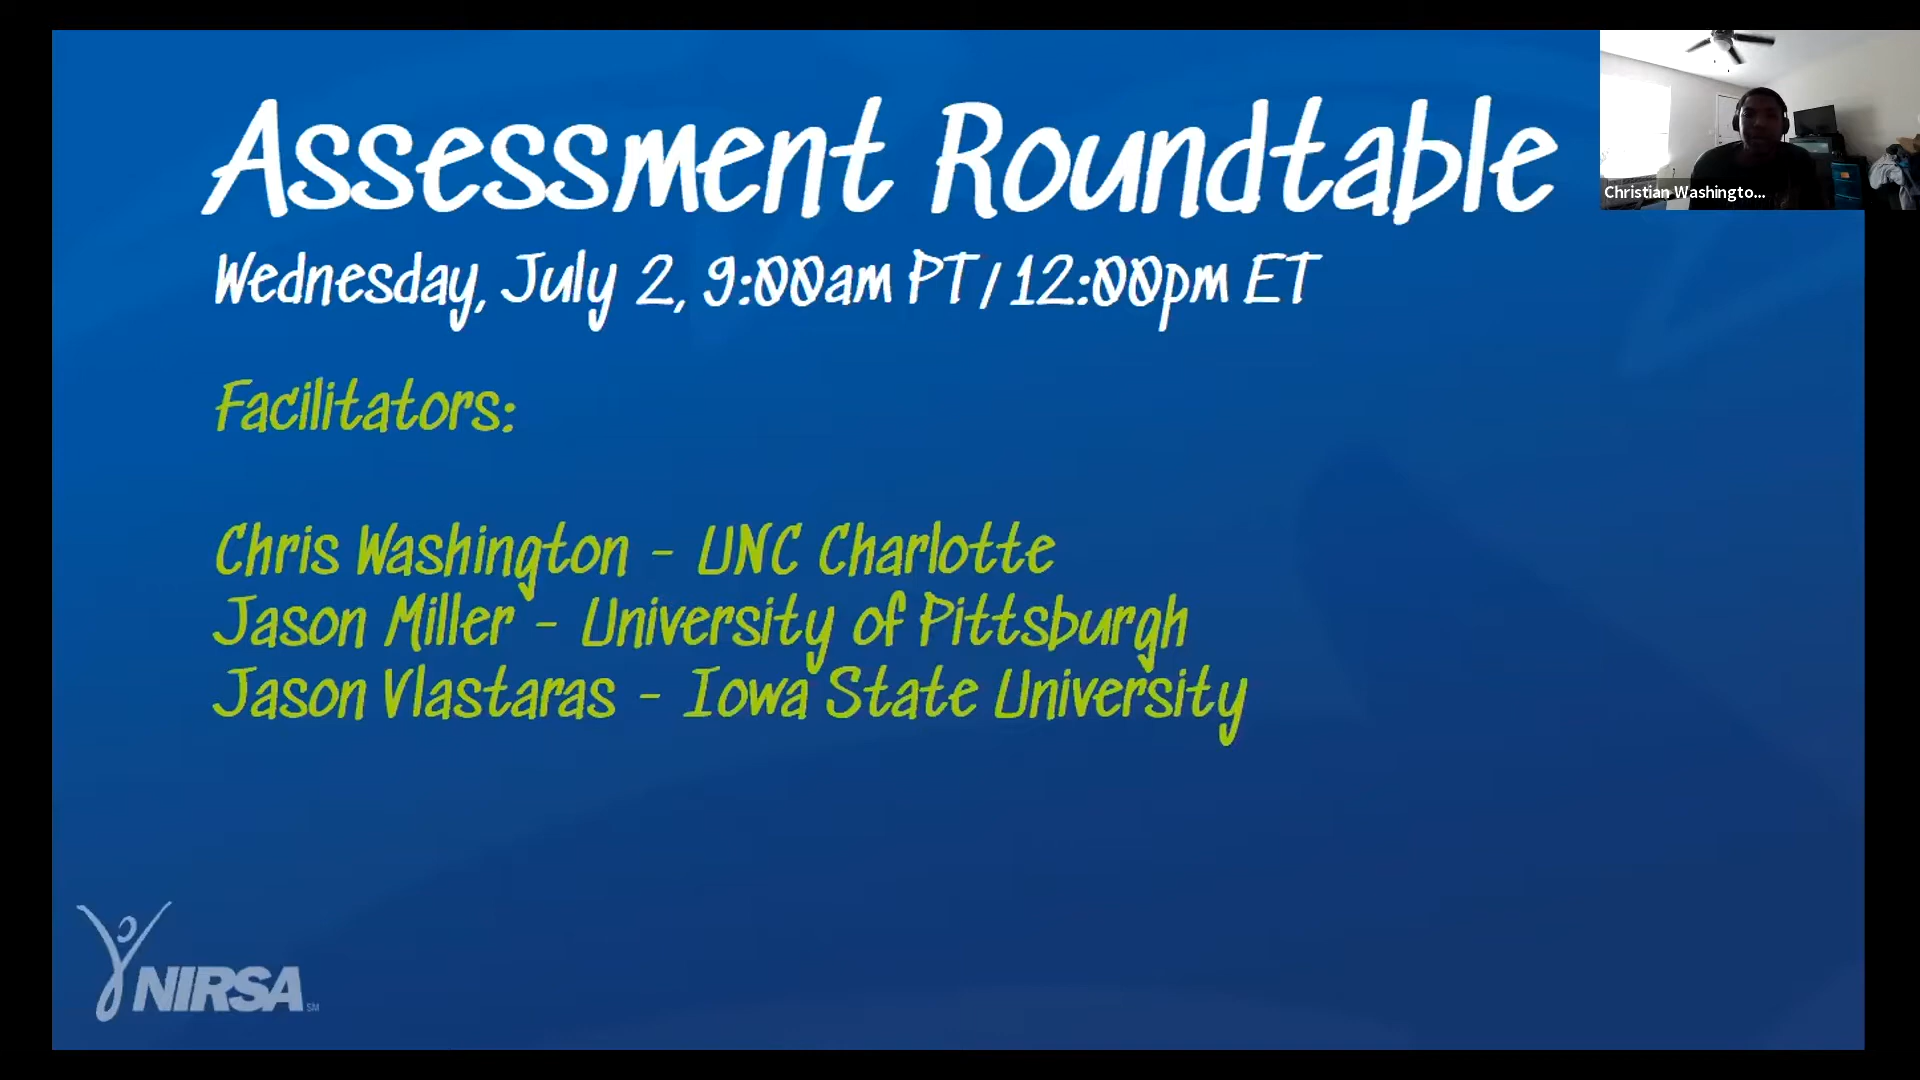 Assessment Roundtable
Christian Washingto...
Wednesday, July 2, 9:00am PT / 12:00pm ET
Facilitators:
Chris Washington - UNC Charlotte
Jason Miller - University of Pittsburgh
Jason Vlastaras - Iowa State University
NIRSA SM